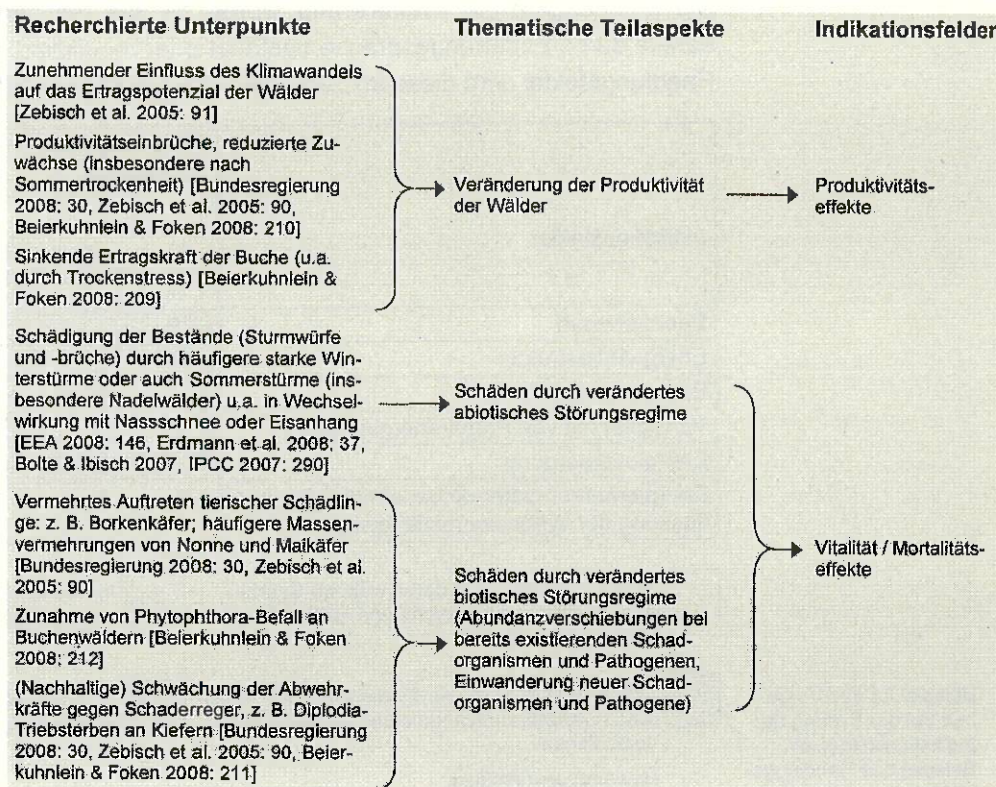 Recherchierte Unterpunkte
Thematische Teilaspekte
Indikationsfelder
Zunehmender Einfluss des Klimawandels
auf das Ertragspotenzial der Wälder
[Zebisch et al. 2005: 91]
Produktivitätseinbrüche, reduzierte Zu-
wächse (insbesondere nach
Sommertrockenheit) [Bundesregierung
2008: 30, Zebisch et al. 2005: 90,
Beierkuhnlein & Foken 2008: 210]
Sinkende Ertragskraft der Buche (u.a.
durch Trockenstress) [Beierkuhnlein &
Foken 2008: 209]
Veränderung der Produktivität
der Wälder
Produktivitäts-
effekte
Schädigung der Bestände (Sturmwürfe
und -brüche) durch häufigere starke Win-
terstürme oder auch Sommerstürme (ins-
besondere Nadelwälder) u.a. in Wechsel-
wirkung mit Nassschnee oder Eisanhang
[EEA 2008: 146, Erdmann et al. 2008: 37,
Bolte & Ibisch 2007, IPCC 2007: 290]
Schäden durch verändertes
abiotisches Störungsregime
Vermehrtes Auftreten tierischer Schädlin-
ge: z. B. Borkenkäfer; häufigere Massen-
vermehrungen von Nonne und Maikäfer
[Bundesregierung 2008: 30, Zebisch et al.
2005: 90]
Zunahme von Phytophthora-Befall an
Buchenwäldern [Beierkuhnlein & Foken
2008: 212]
(Nachhaltige) Schwächung der Abwehr-
kräfte gegen Schaderreger, z. B. Diplodia-
Triebsterben an Kiefern [Bundesregierung
2008: 30, Zebisch et al. 2005: 90, Beier-
kuhnlein & Foken 2008: 211]
Schäden durch verändertes
biotisches Störungsregime
(Abundanzverschiebungen bei
bereits existierenden Schad-
organismen und Pathogenen,
Einwanderung neuer Schad-
organismen und Pathogene)
Vitalität / Mortalitäts-
effekte